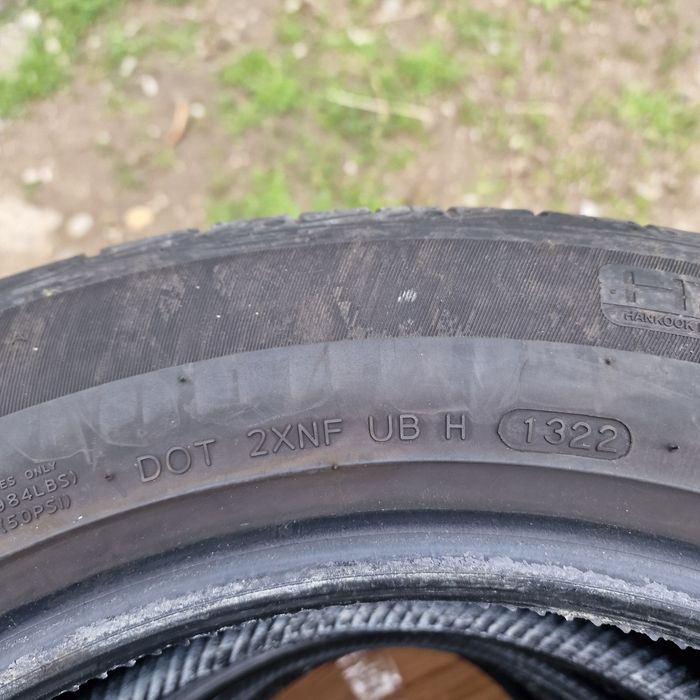 HANKOOK
DOT 2XNF UB H 1322
ES ONLY
984LBS)
(50PSI)